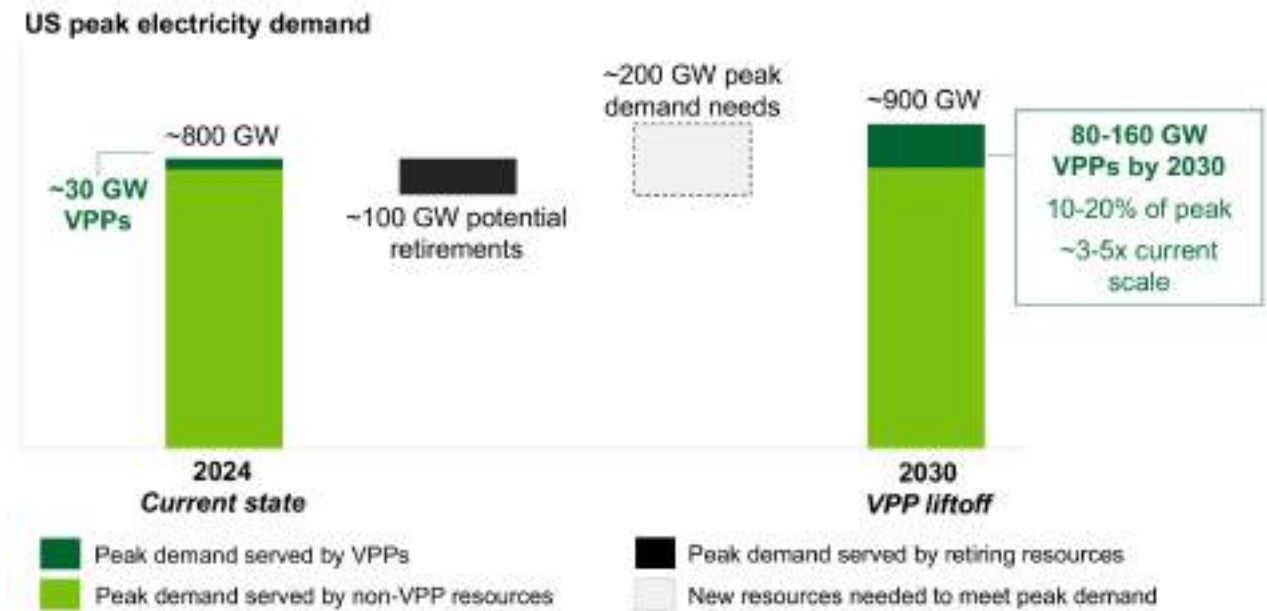 US peak electricity demand
~800 GW
~30 GW
VPPs
~100 GW potential
retirements
~200 GW peak
demand needs
~900 GW
80-160 GW
VPPs by 2030
10-20% of peak
~3-5x current
scale
2024
Current state
2030
VPP liftoff
Peak demand served by VPPs
Peak demand served by retiring resources
Peak demand served by non-VPP resources
New resources needed to meet peak demand